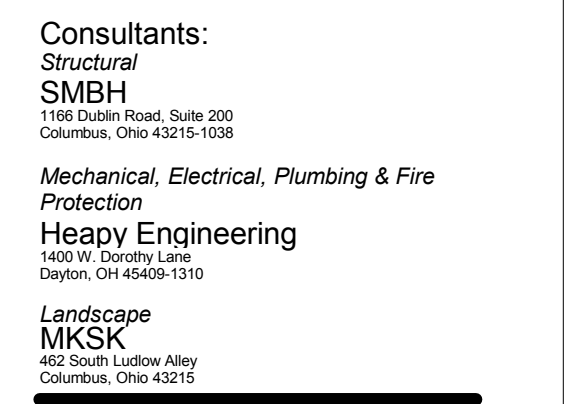 Consultants:
Structural
SMBH
1166 Dublin Road, Suite 200
Columbus, Ohio 43215-1038
Mechanical, Electrical, Plumbing & Fire
Protection
Heapy Engineering
1400 W. Dorothy Lane
Dayton, OH 45409-1310
Landscape
MKSK
462 South Ludlow Alley
Columbus, Ohio 43215